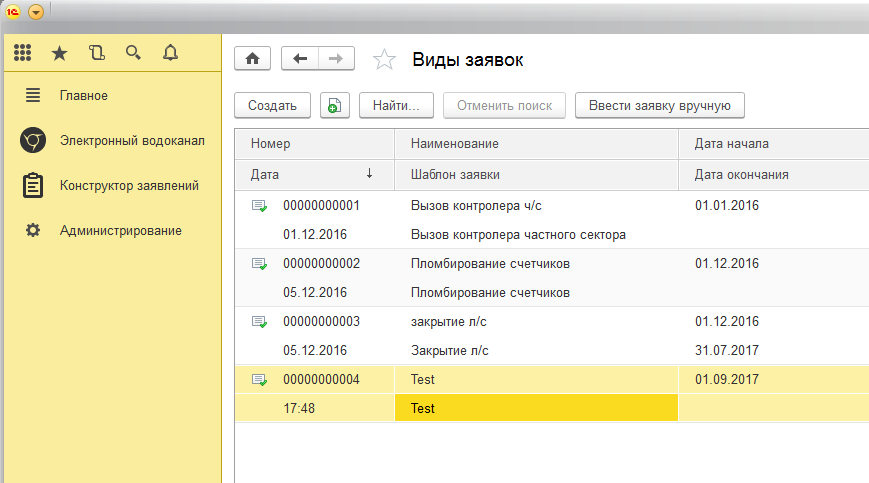 1С
Виды заявок
Создать Найти... Отменить поиск Ввести заявку вручную
Главное
Электронный водоканал
Конструктор заявлений
Администрирование
Номер Наименование Дата начала
Дата ↓ Шаблон заявки Дата окончания
00000000001 Вызов контролера ч/с 01.01.2016
01.12.2016 Вызов контролера частного сектора
00000000002 Пломбирование счетчиков 01.12.2016
05.12.2016 Пломбирование счетчиков
00000000003 закрытие л/с 01.12.2016
05.12.2016 Закрытие л/с 31.07.2017
00000000004 Test 01.09.2017
17:48 Test